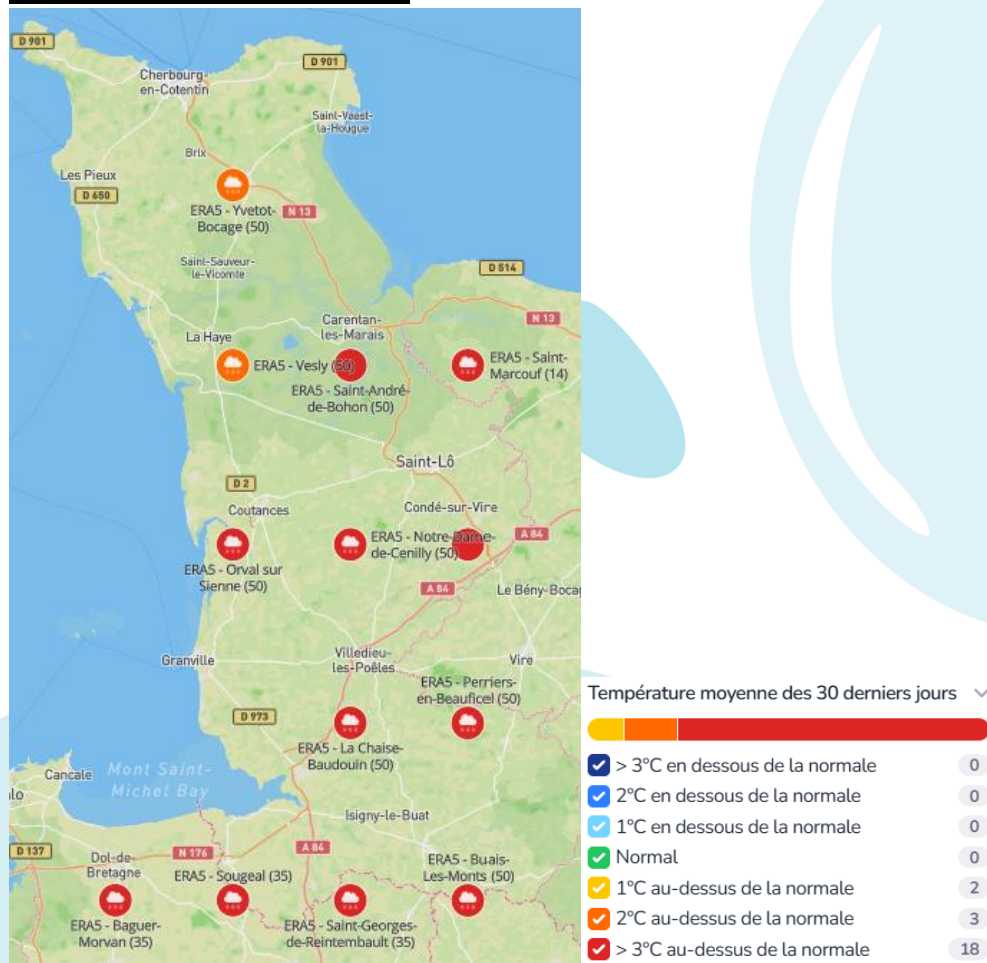 D 901
D 901
Cherbourg-
en-Cotentin
Saint-Vaast-
la-Hougue
Brix
Les Pieux
D 650
ERA5 - Yvetot-
Bocage (50)
N 13
Saint-Sauveur-
le-Vicomte
D 514
Carentan-
les-Marais
N 13
La Haye
ERA5 - Vesly (50)
ERA5 - Saint-
Marcouf (14)
ERA5 - Saint-André-
de-Bohon (50)
Saint-Lô
D 2
Coutances
Condé-sur-Vire
ERA5 - Notre-Dame-
de-Cenilly (50)
A 84
ERA5 - Orval sur
Sienne (50)
A 84
Le Bény-Bocag
Granville
Villedieu-
les-Poêles
Vire
ERA5 - Perriers-
en-Beauficel (50)
D 973
ERA5 - La Chaise-
Baudouin (50)
Cancale
Mont Saint-
Michel Bay
lo
Isigny-le-Buat
D 137
N 176
A 84
Dol-de-
Bretagne
ERA5 - Sougeal (35)
ERA5 - Buais-
Les-Monts (50)
ERA5 - Baguer-
Morvan (35)
ERA5 - Saint-Georges-
de-Reintembault (35)
Température moyenne des 30 derniers jours
> 3°C en dessous de la normale 0
2°C en dessous de la normale 0
1°C en dessous de la normale 0
Normal 0
1°C au-dessus de la normale 2
2°C au-dessus de la normale 3
> 3°C au-dessus de la normale 18